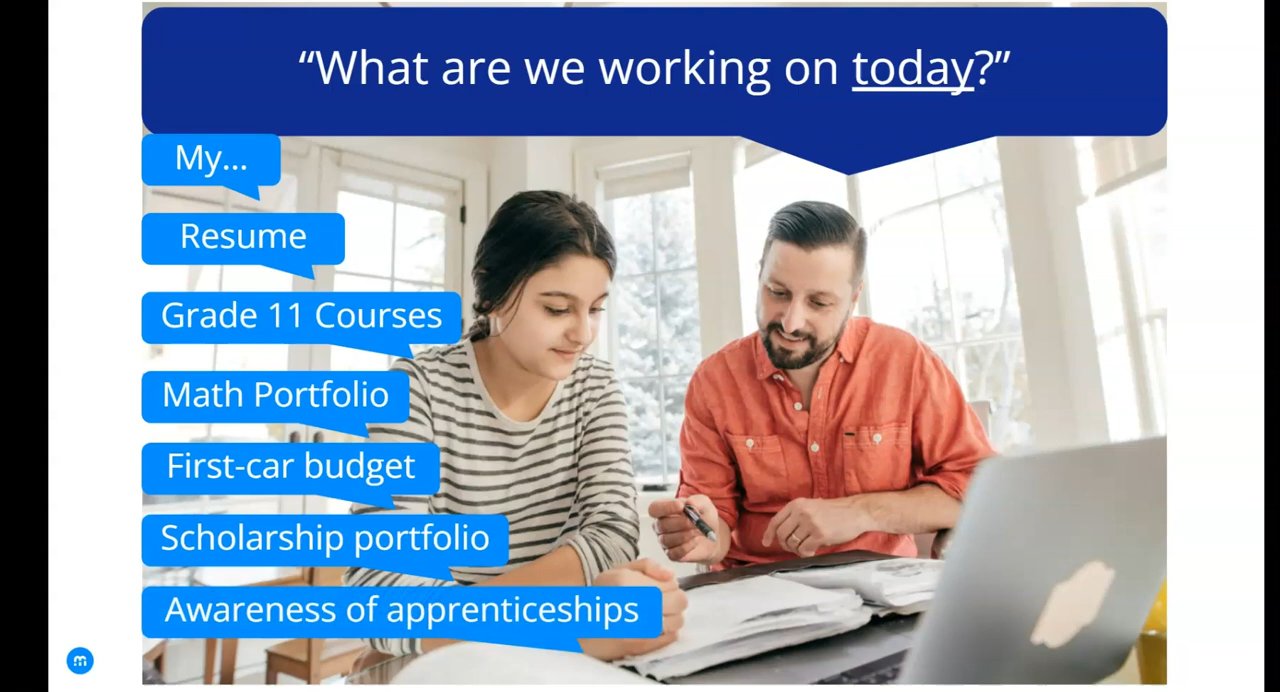 “What are we working on today?”
My...
Resume
Grade 11 Courses
Math Portfolio
First-car budget
Scholarship portfolio
Awareness of apprenticeships